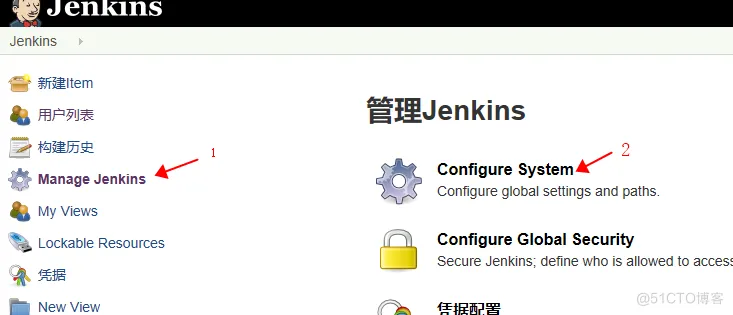 Jenkins
Jenkins
新建Item
用户列表
构建历史
Manage Jenkins
My Views
Lockable Resources
凭据
New View
1
管理Jenkins
Configure System
2
Configure global settings and paths.
Configure Global Security
Secure Jenkins; define who is allowed to access
凭据配置
@51CTO博客